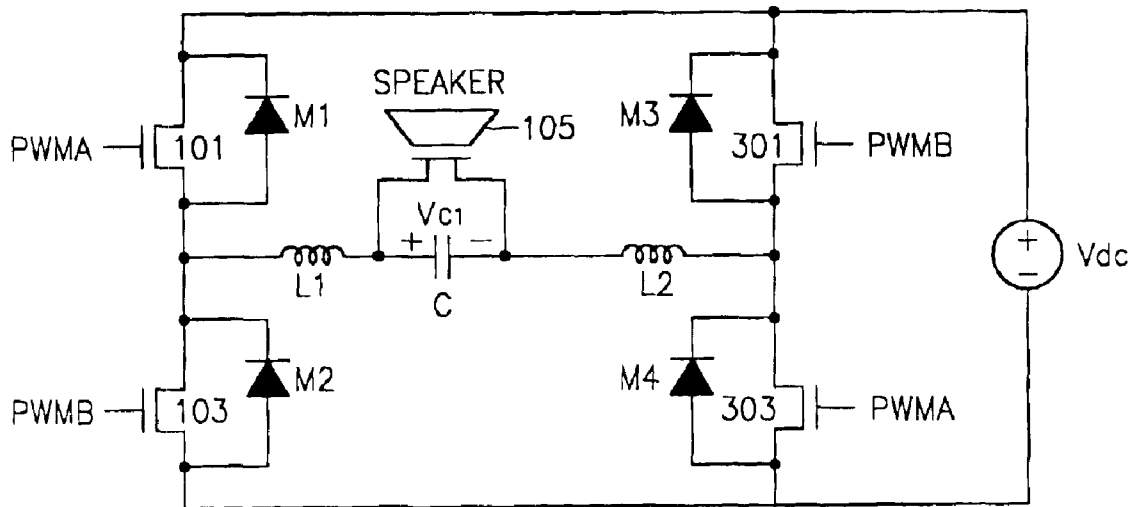 SPEAKER
M1
105
M3
PWMA
101
301
PWMB
Vc1
+
−
+
−
Vdc
L1
C
L2
M2
M4
PWMB
103
303
PWMA